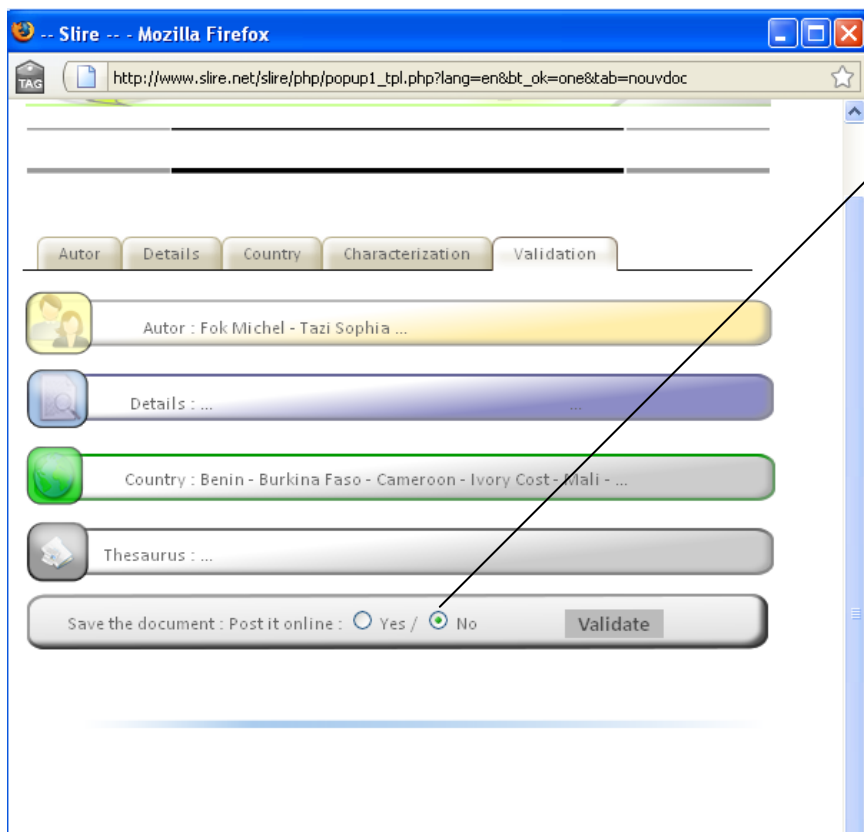 -- Slire -- - Mozilla Firefox
TAG http://www.slire.net/slire/php/popup1_tpl.php?lang=en&bt_ok=one&tab=nouvdoc
Autor Details Country Characterization Validation
Autor : Fok Michel - Tazi Sophia ...
Details : ... ...
Country : Benin - Burkina Faso - Cameroon - Ivory Cost - Mali - ...
Thesaurus : ...
Save the document : Post it online : Yes / No Validate